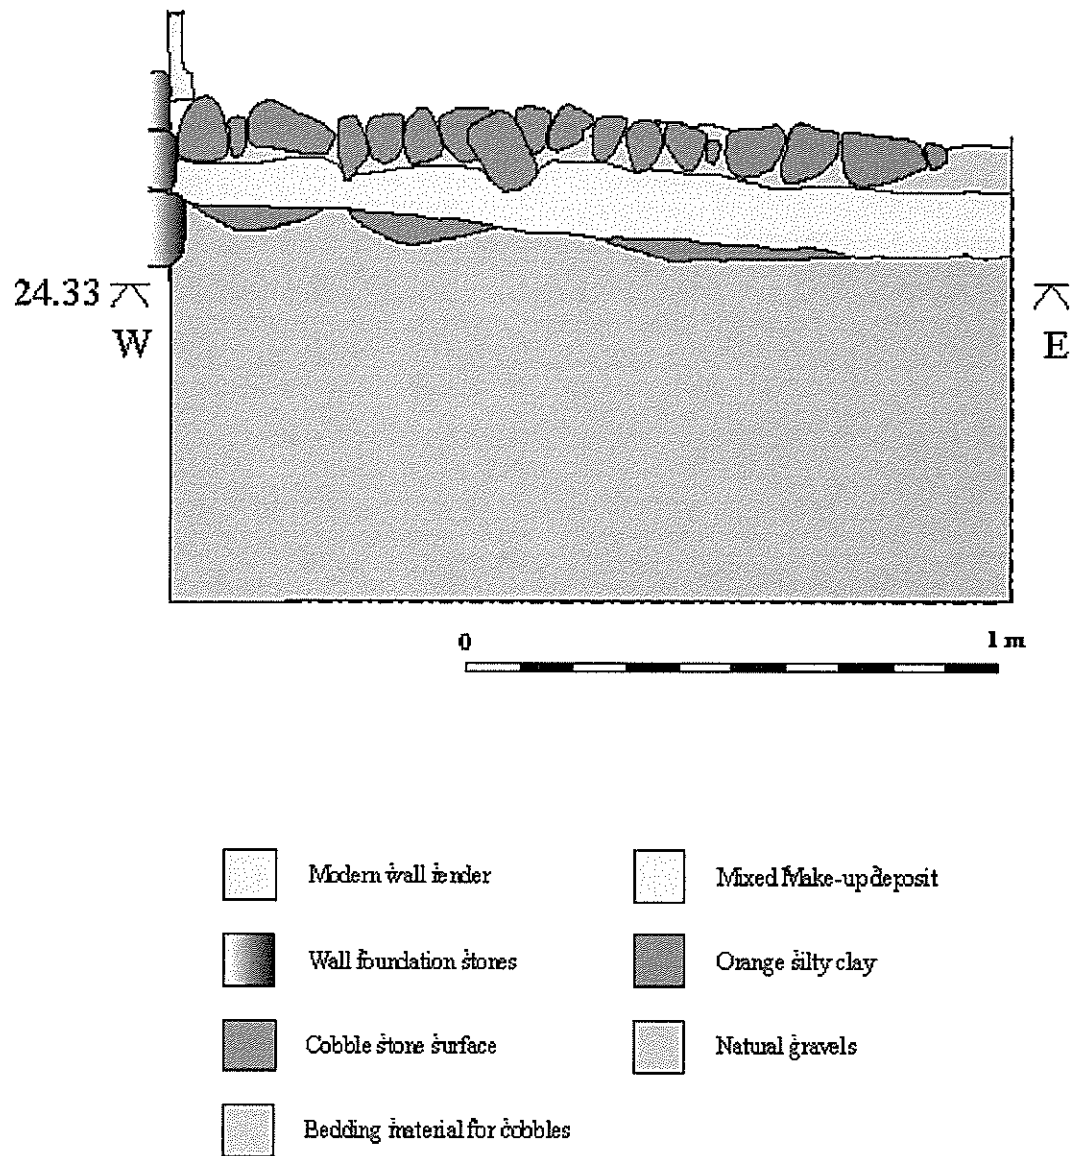 24.33
W
E
0
1 m
Modern wall render
Mixed Make-up deposit
Wall foundation stones
Orange silty clay
Cobble stone surface
Natural gravels
Bedding material for cobbles